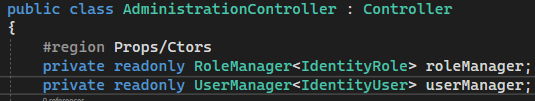 public class AdministrationController : Controller
{
#region Props/Ctors
private readonly RoleManager<IdentityRole> roleManager;
private readonly UserManager<IdentityUser> userManager;
0 references